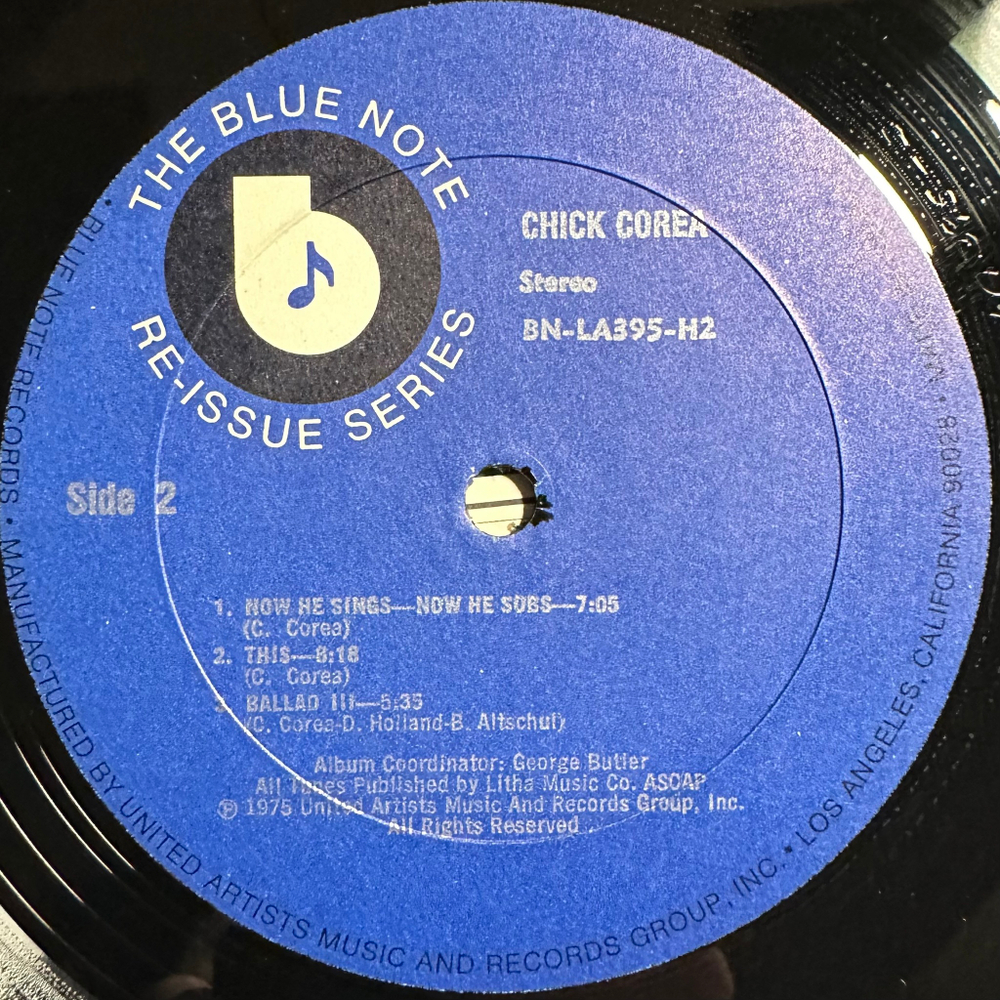 THE BLUE NOTE
RE-ISSUE SERIES
b
CHICK COREA
Stereo
BN-LA395-H2
Side 2
1. NOW HE SINGS—NOW HE SOBS—7:05
(C. Corea)
2. THIS—8:18
(C. Corea)
3. BALLAD III—5:35
(C. Corea-D. Holland-B. Altschul)
Album Coordinator: George Butler
All Tunes Published by Litha Music Co. ASCAP
℗ 1975 United Artists Music And Records Group, Inc.
All Rights Reserved
• BLUE NOTE RECORDS • MANUFACTURED BY UNITED ARTISTS MUSIC AND RECORDS GROUP, INC. • LOS ANGELES, CALIFORNIA 90028 •